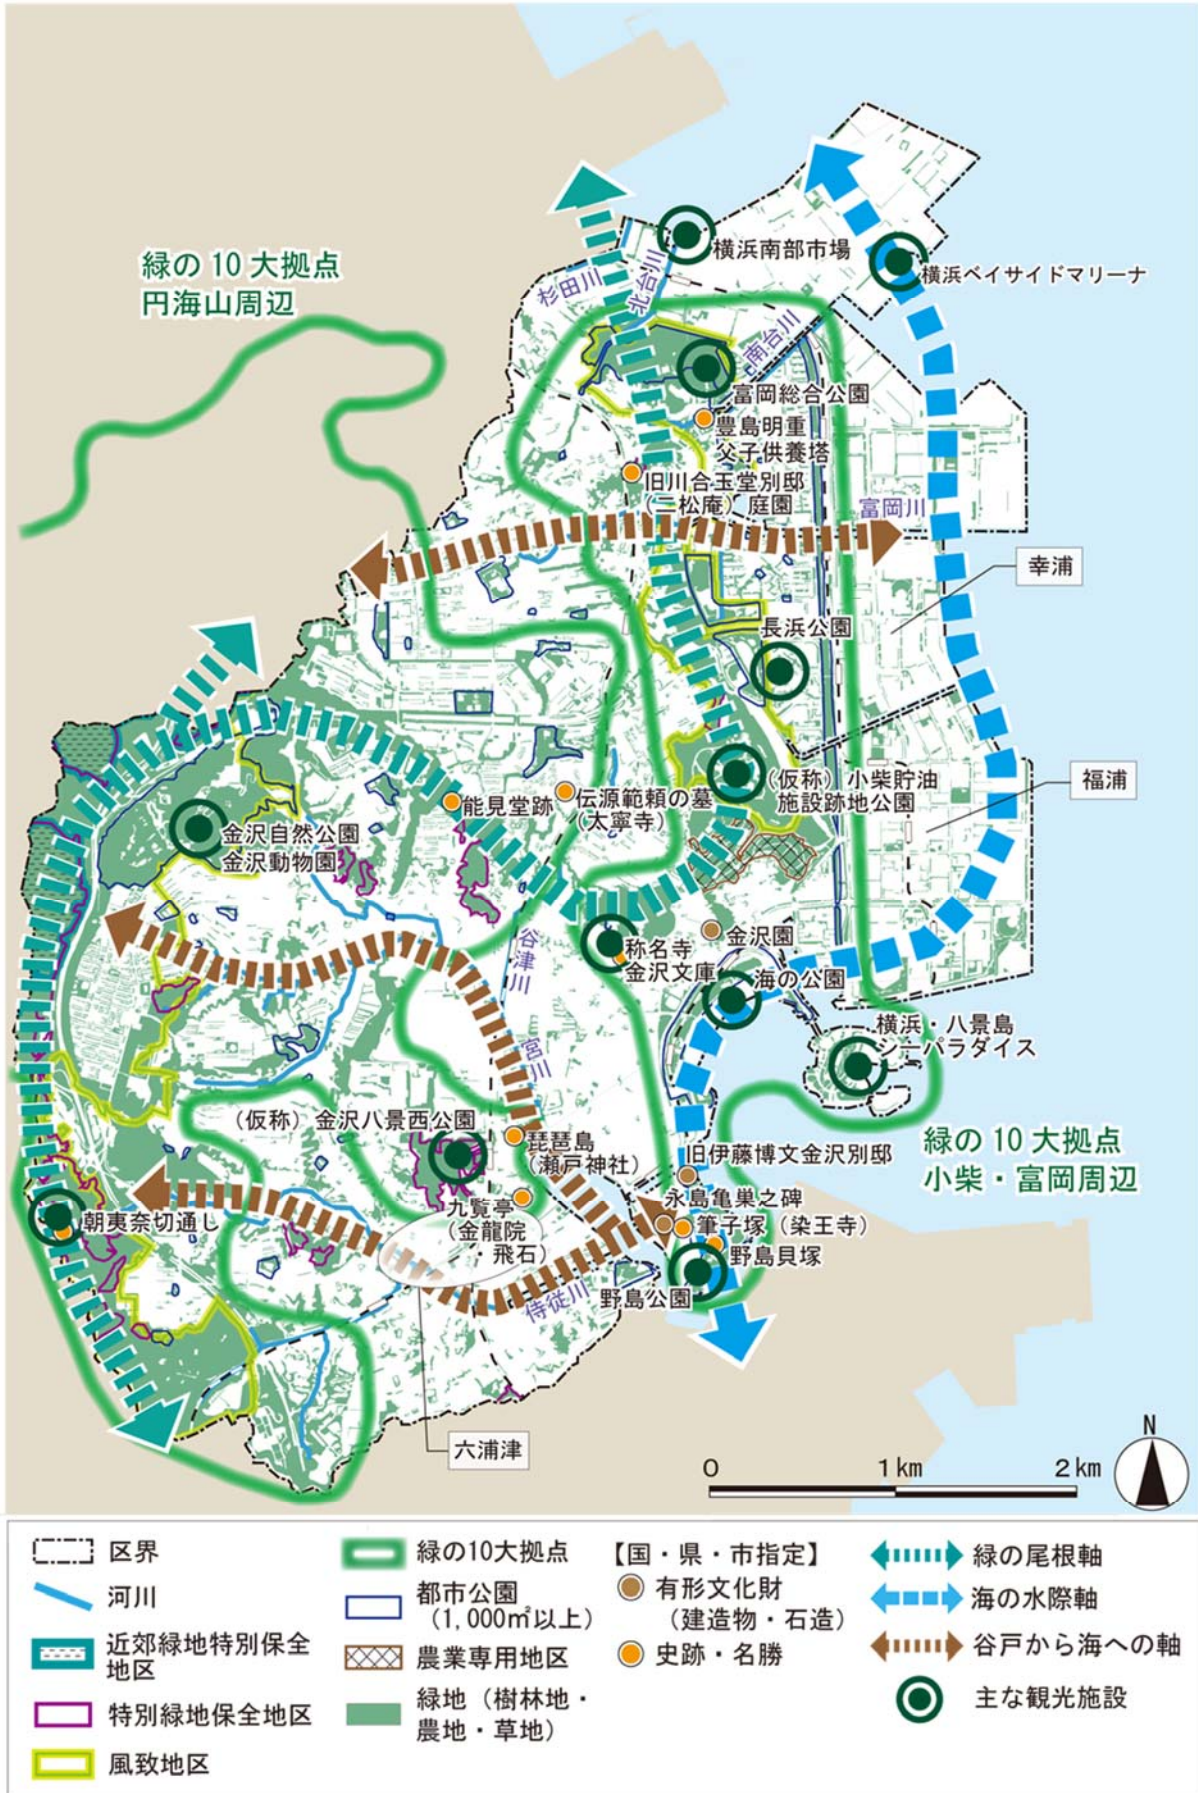 緑の10大拠点
円海山周辺
杉田川
北台川
横浜南部市場
横浜ベイサイドマリーナ
南台川
富岡総合公園
豊島明重
父子供養塔
旧川合玉堂別邸
(二松庵)庭園
富岡川
幸浦
長浜公園
(仮称)小柴貯油
施設跡地公園
福浦
能見堂跡
伝源範頼の墓
(太寧寺)
金沢自然公園
金沢動物園
谷津川
称名寺
金沢文庫
金沢園
海の公園
横浜・八景島
シーパラダイス
宮川
(仮称)金沢八景西公園
琵琶島
(瀬戸神社)
旧伊藤博文金沢別邸
緑の10大拠点
小柴・富岡周辺
永島亀巣之碑
九覧亭
(金龍院
・飛石)
筆子塚(染王寺)
朝夷奈切通し
野島貝塚
野島公園
侍従川
六浦津
N
0 1km 2km
区界
河川
近郊緑地特別保全
地区
特別緑地保全地区
風致地区
緑の10大拠点
都市公園
(1,000㎡以上)
農業専用地区
緑地(樹林地・
農地・草地)
【国・県・市指定】
有形文化財
(建造物・石造)
史跡・名勝
緑の尾根軸
海の水際軸
谷戸から海への軸
主な観光施設